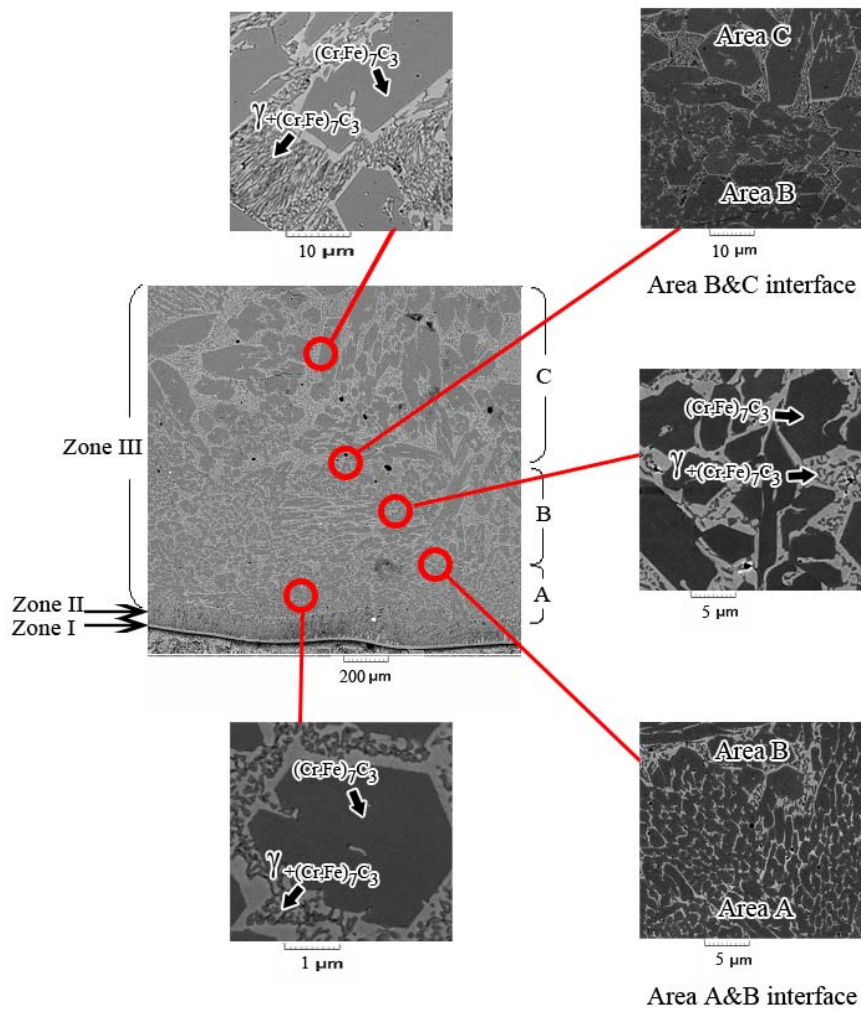 (Cr,Fe)₇C₃
γ+(Cr,Fe)₇C₃
10 μm
Area C
Area B
10 μm
Area B&C interface
Zone III
C
B
A
Zone II
Zone I
200 μm
(Cr,Fe)₇C₃
γ+(Cr,Fe)₇C₃
5 μm
(Cr,Fe)₇C₃
γ+(Cr,Fe)₇C₃
1 μm
Area B
Area A
5 μm
Area A&B interface